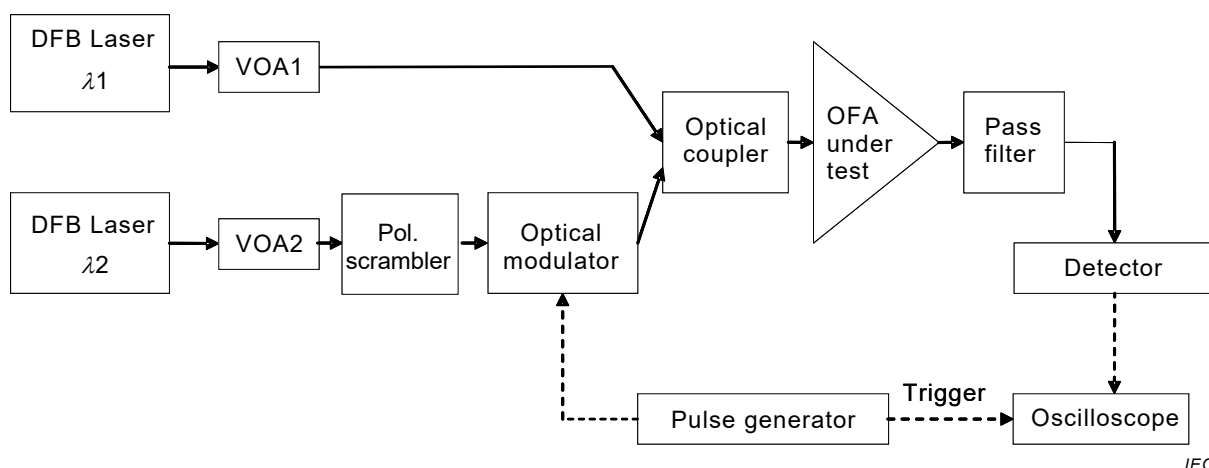 DFB Laser
λ1
VOA1
Optical
coupler
OFA
under
test
Pass
filter
DFB Laser
λ2
VOA2
Pol.
scrambler
Optical
modulator
Detector
Trigger
Pulse generator
Oscilloscope
IEC